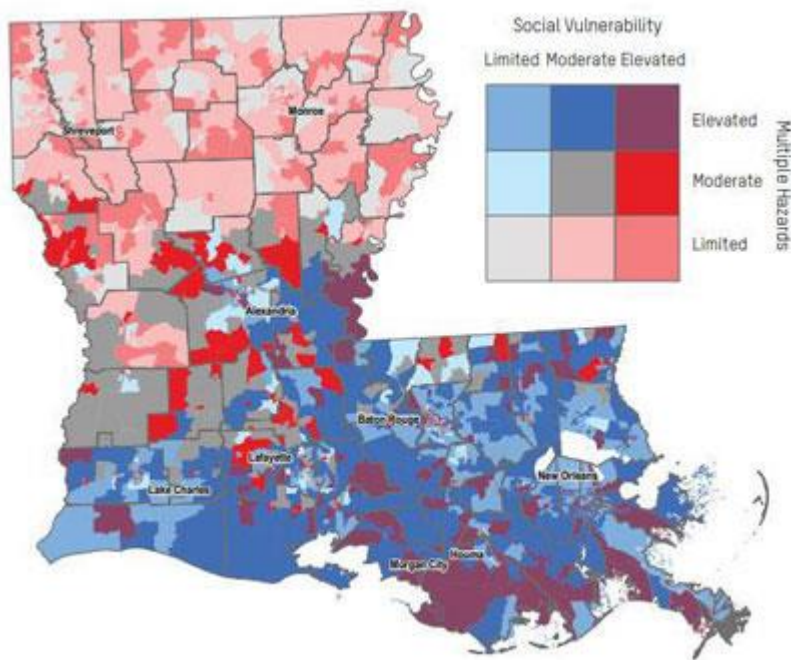 Social Vulnerability
Limited Moderate Elevated
Elevated
Moderate
Limited
Multiple Hazards
Monroe
Shreveport
Alexandria
Baton Rouge
Lafayette
New Orleans
Lake Charles
Houma
Morgan City